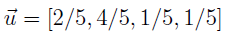 u⃗ = [2/5, 4/5, 1/5, 1/5]